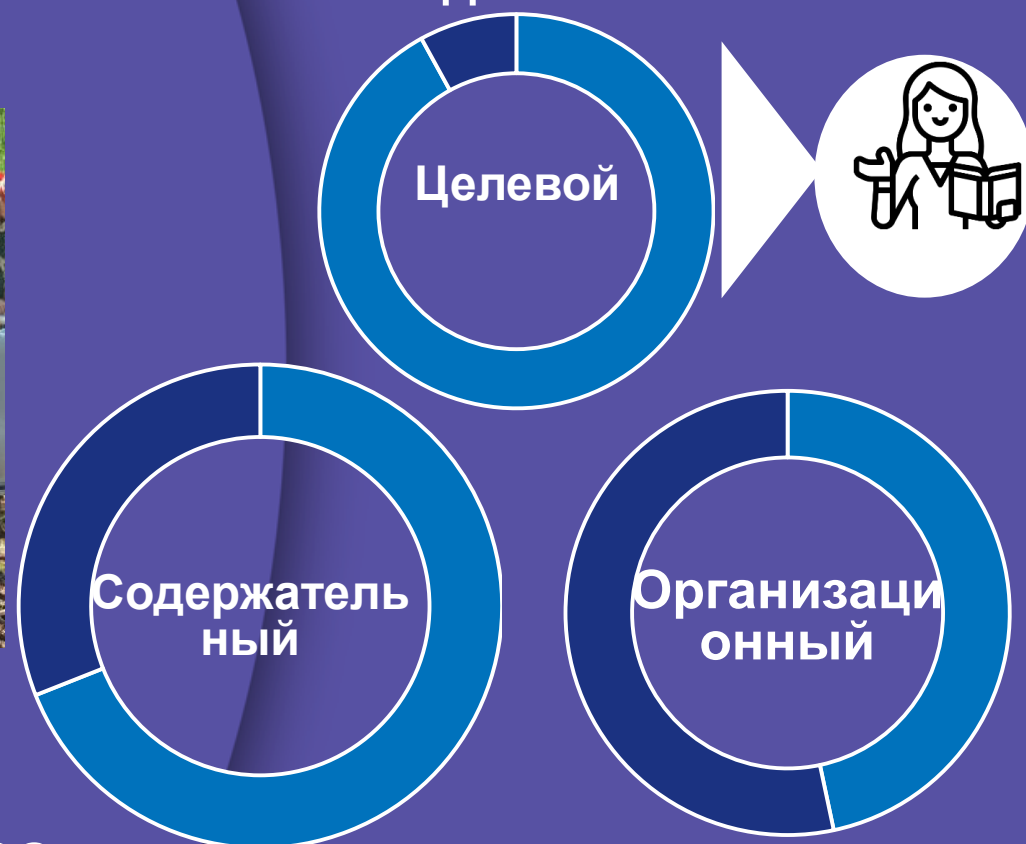 Целевой
Содержатель
ный
Организаци
онный